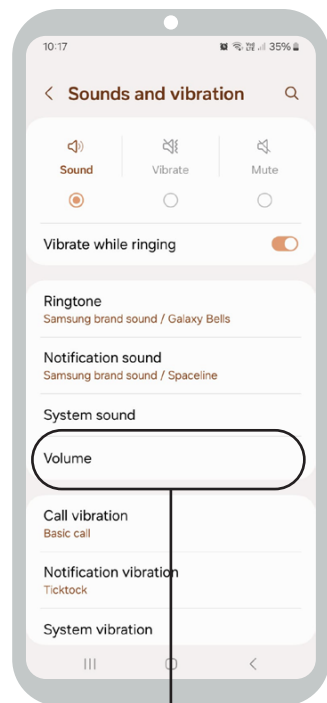 10:17
35%
Sounds and vibration
Sound
Vibrate
Mute
Vibrate while ringing
Ringtone
Samsung brand sound / Galaxy Bells
Notification sound
Samsung brand sound / Spaceline
System sound
Volume
Call vibration
Basic call
Notification vibration
Ticktock
System vibration